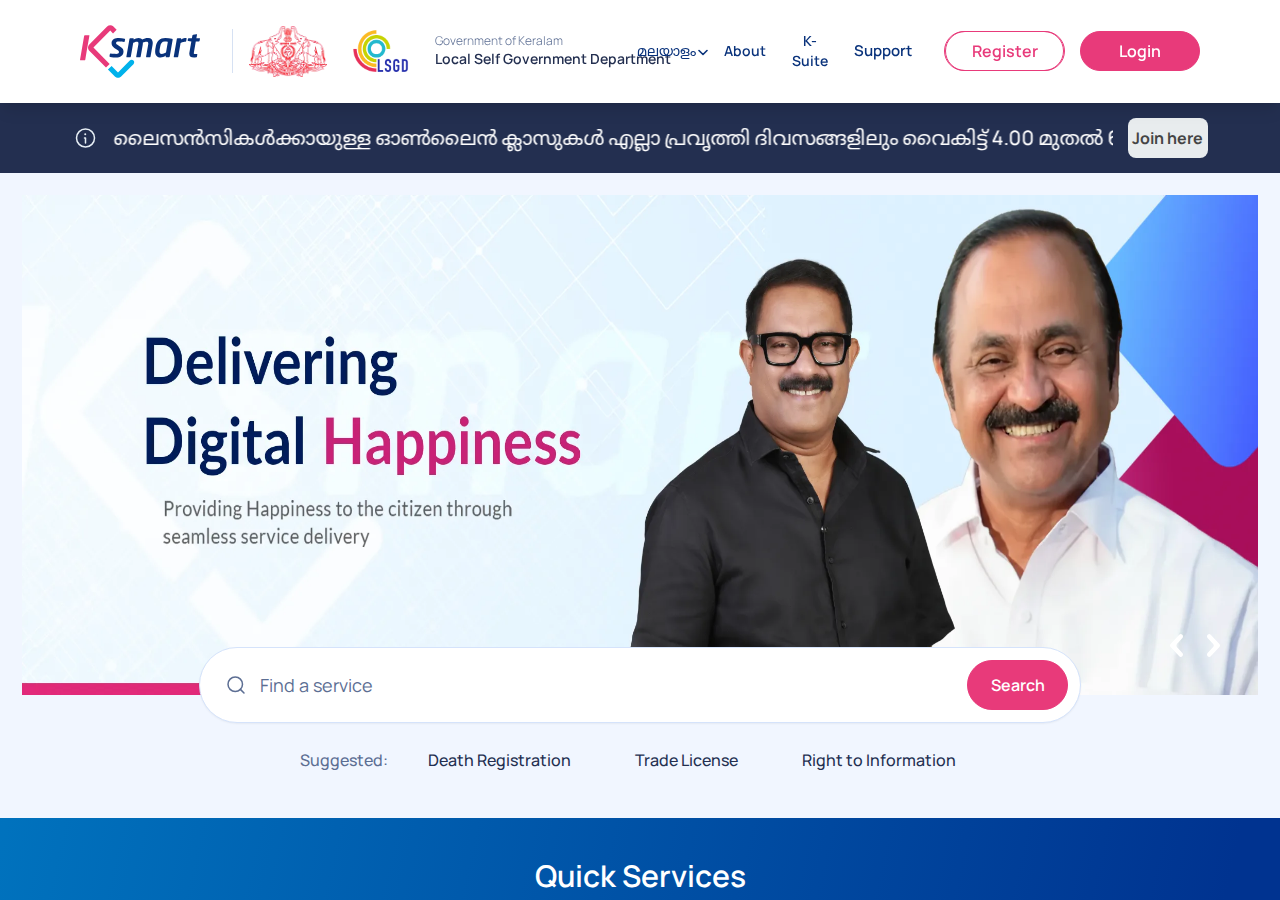 Ksmart
LSGD
Government of Keralam
Local Self Government Department
മലയാളം
About
K-
Suite
Support
Register
Login
ലൈസൻസികൾക്കായുള്ള ഓൺലൈൻ ക്ലാസുകൾ എല്ലാ പ്രവൃത്തി ദിവസങ്ങളിലും വൈകിട്ട് 4.00 മുതൽ 6
Join here
Delivering
Digital Happiness
Providing Happiness to the citizen through
seamless service delivery
Find a service
Search
Suggested:
Death Registration
Trade License
Right to Information
Quick Services